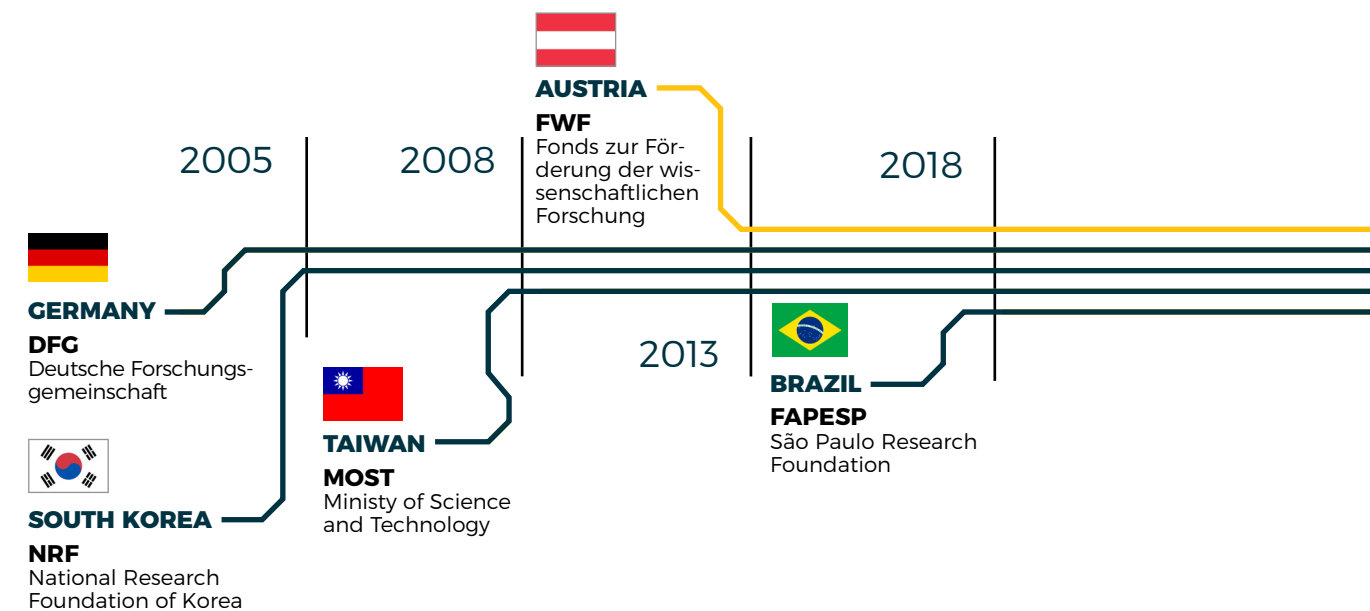 2005
GERMANY
DFG
Deutsche Forschungs-
gemeinschaft
SOUTH KOREA
NRF
National Research
Foundation of Korea
2008
TAIWAN
MOST
Ministy of Science
and Technology
AUSTRIA
FWF
Fonds zur För-
derung der wis-
senschaftlichen
Forschung
2013
2018
BRAZIL
FAPESP
São Paulo Research
Foundation